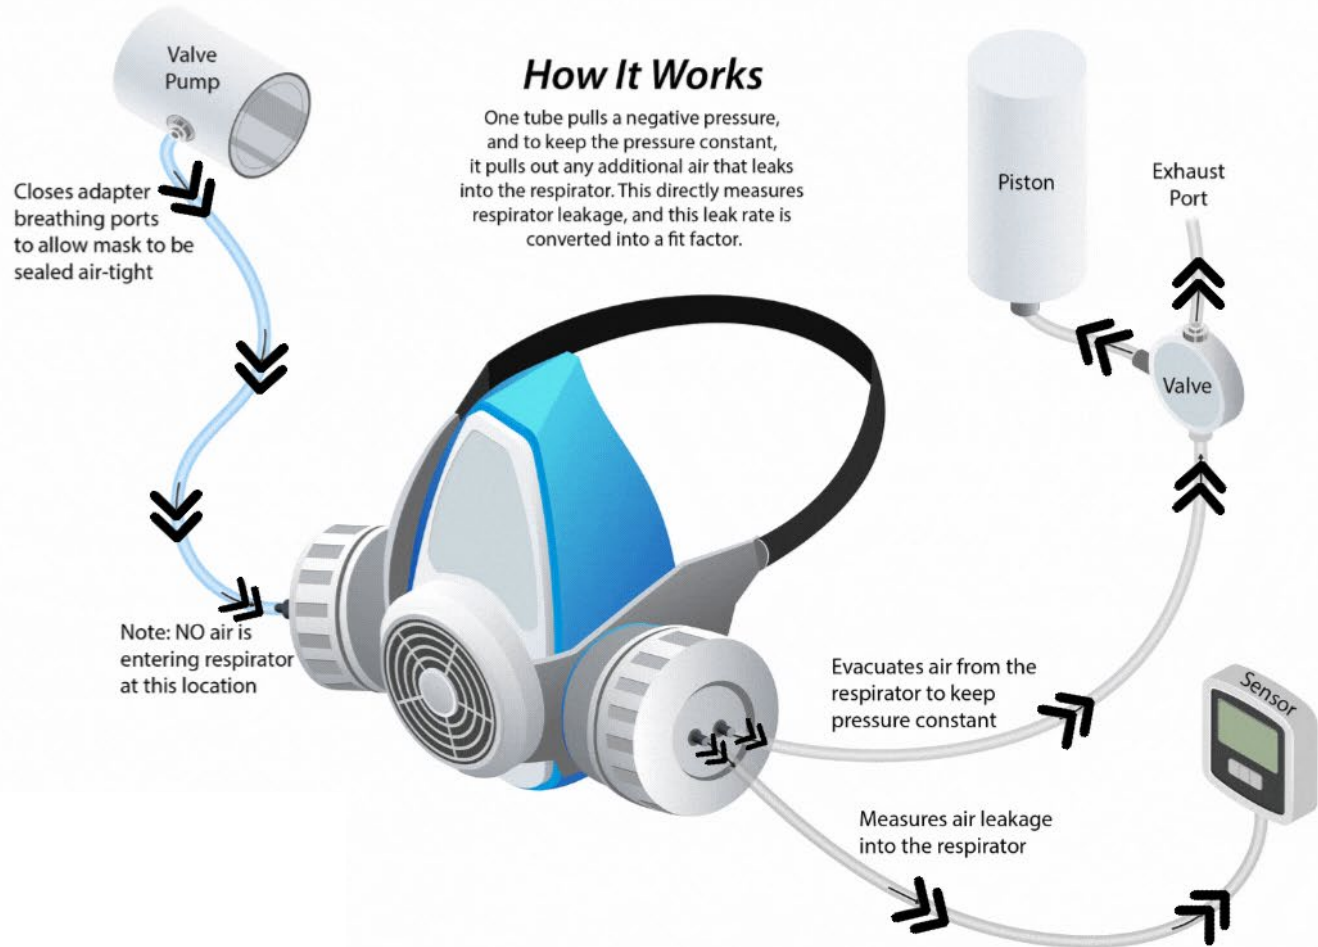 Valve
Pump
How It Works
One tube pulls a negative pressure,
and to keep the pressure constant,
it pulls out any additional air that leaks
into the respirator. This directly measures
respirator leakage, and this leak rate is
converted into a fit factor.
Closes adapter
breathing ports
to allow mask to be
sealed air-tight
Piston
Exhaust
Port
Valve
Note: NO air is
entering respirator
at this location
Evacuates air from the
respirator to keep
pressure constant
Sensor
Measures air leakage
into the respirator